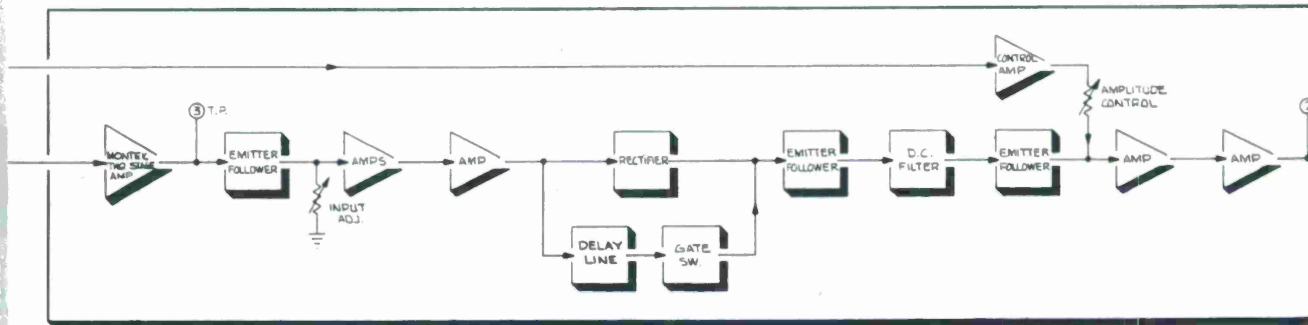 CONTROL
AMP
AMPLITUDE
CONTROL
3 T.P.
TWO STAGE
AMP
EMITTER
FOLLOWER
INPUT
ADJ.
AMPS
AMP
RECTIFIER
DELAY
LINE
GATE
SW.
EMITTER
FOLLOWER
D.C.
FILTER
EMITTER
FOLLOWER
AMP
AMP